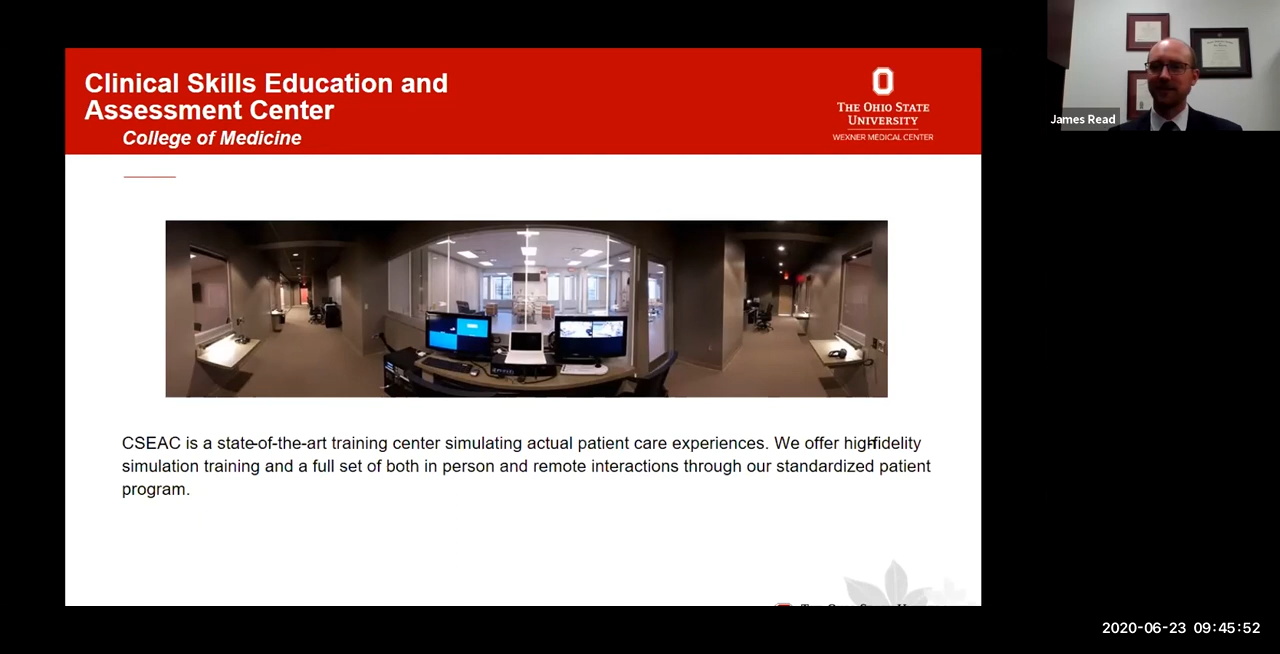 Clinical Skills Education and
Assessment Center
College of Medicine
THE OHIO STATE
UNIVERSITY
WEXNER MEDICAL CENTER
James Read
CSEAC is a state-of-the-art training center simulating actual patient care experiences. We offer high-fidelity
simulation training and a full set of both in person and remote interactions through our standardized patient
program.
2020-06-23 09:45:52